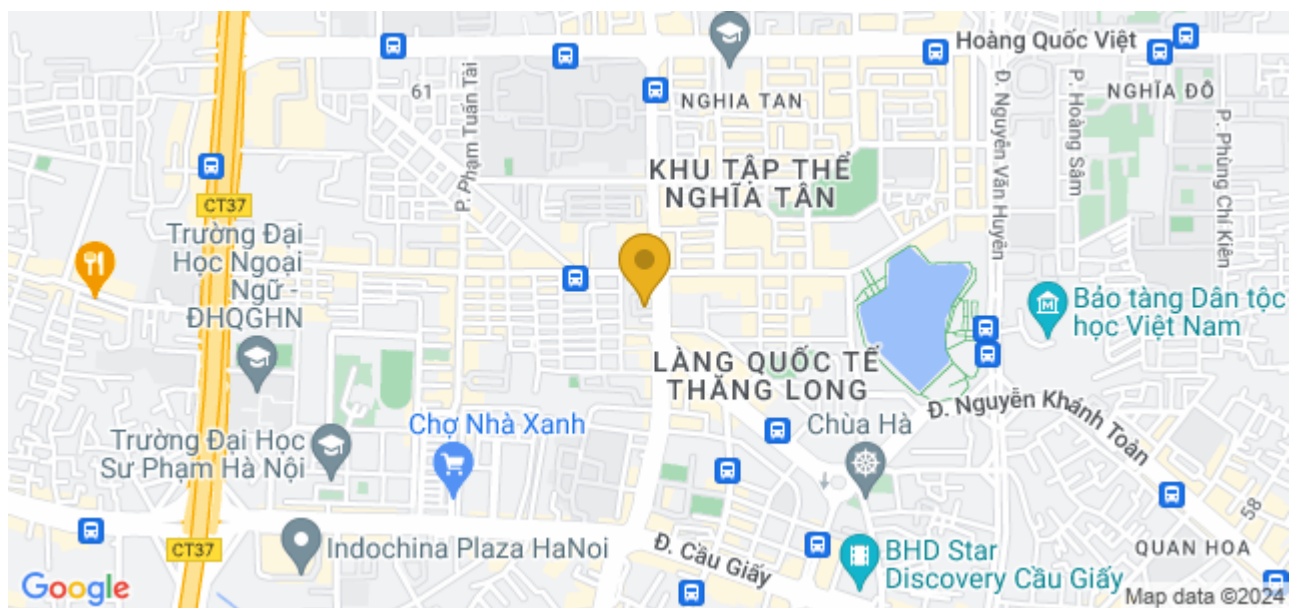 Hoàng Quốc Việt
61
P. Phạm Tuấn Tài
NGHIA TAN
Đ. Nguyễn Văn Huyên
P. Hoàng Sâm
NGHĨA ĐÔ
P. Phùng Chí Kiên
KHU TẬP THỂ
NGHĨA TÂN
CT37
Trường Đại
Học Ngoại
Ngữ -
ĐHQGHN
Bảo tàng Dân tộc
học Việt Nam
LÀNG QUỐC TẾ
THĂNG LONG
Đ. Nguyễn Khánh Toàn
Chợ Nhà Xanh
Chùa Hà
Trường Đại Học
Sư Phạm Hà Nội
58
CT37
Indochina Plaza HaNoi
Đ. Cầu Giấy
BHD Star
Discovery Cầu Giấy
QUAN HOA
Google
Map data ©2024